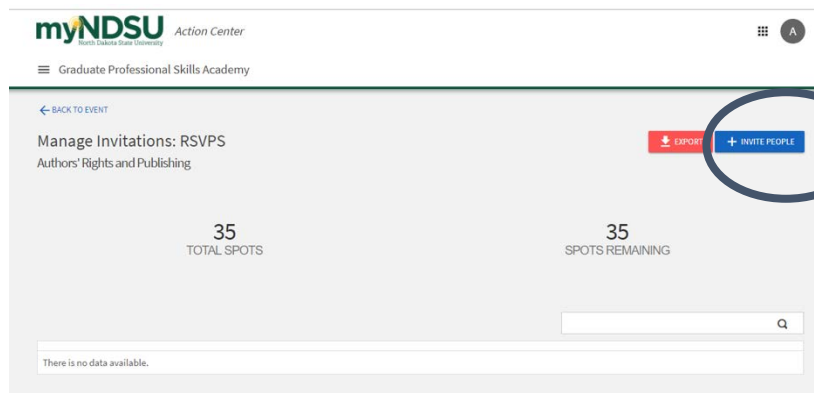 myNDSU Action Center
North Dakota State University
A
Graduate Professional Skills Academy
BACK TO EVENT
Manage Invitations: RSVPS
EXPORT
+ INVITE PEOPLE
Authors' Rights and Publishing
35
TOTAL SPOTS
35
SPOTS REMAINING
There is no data available.